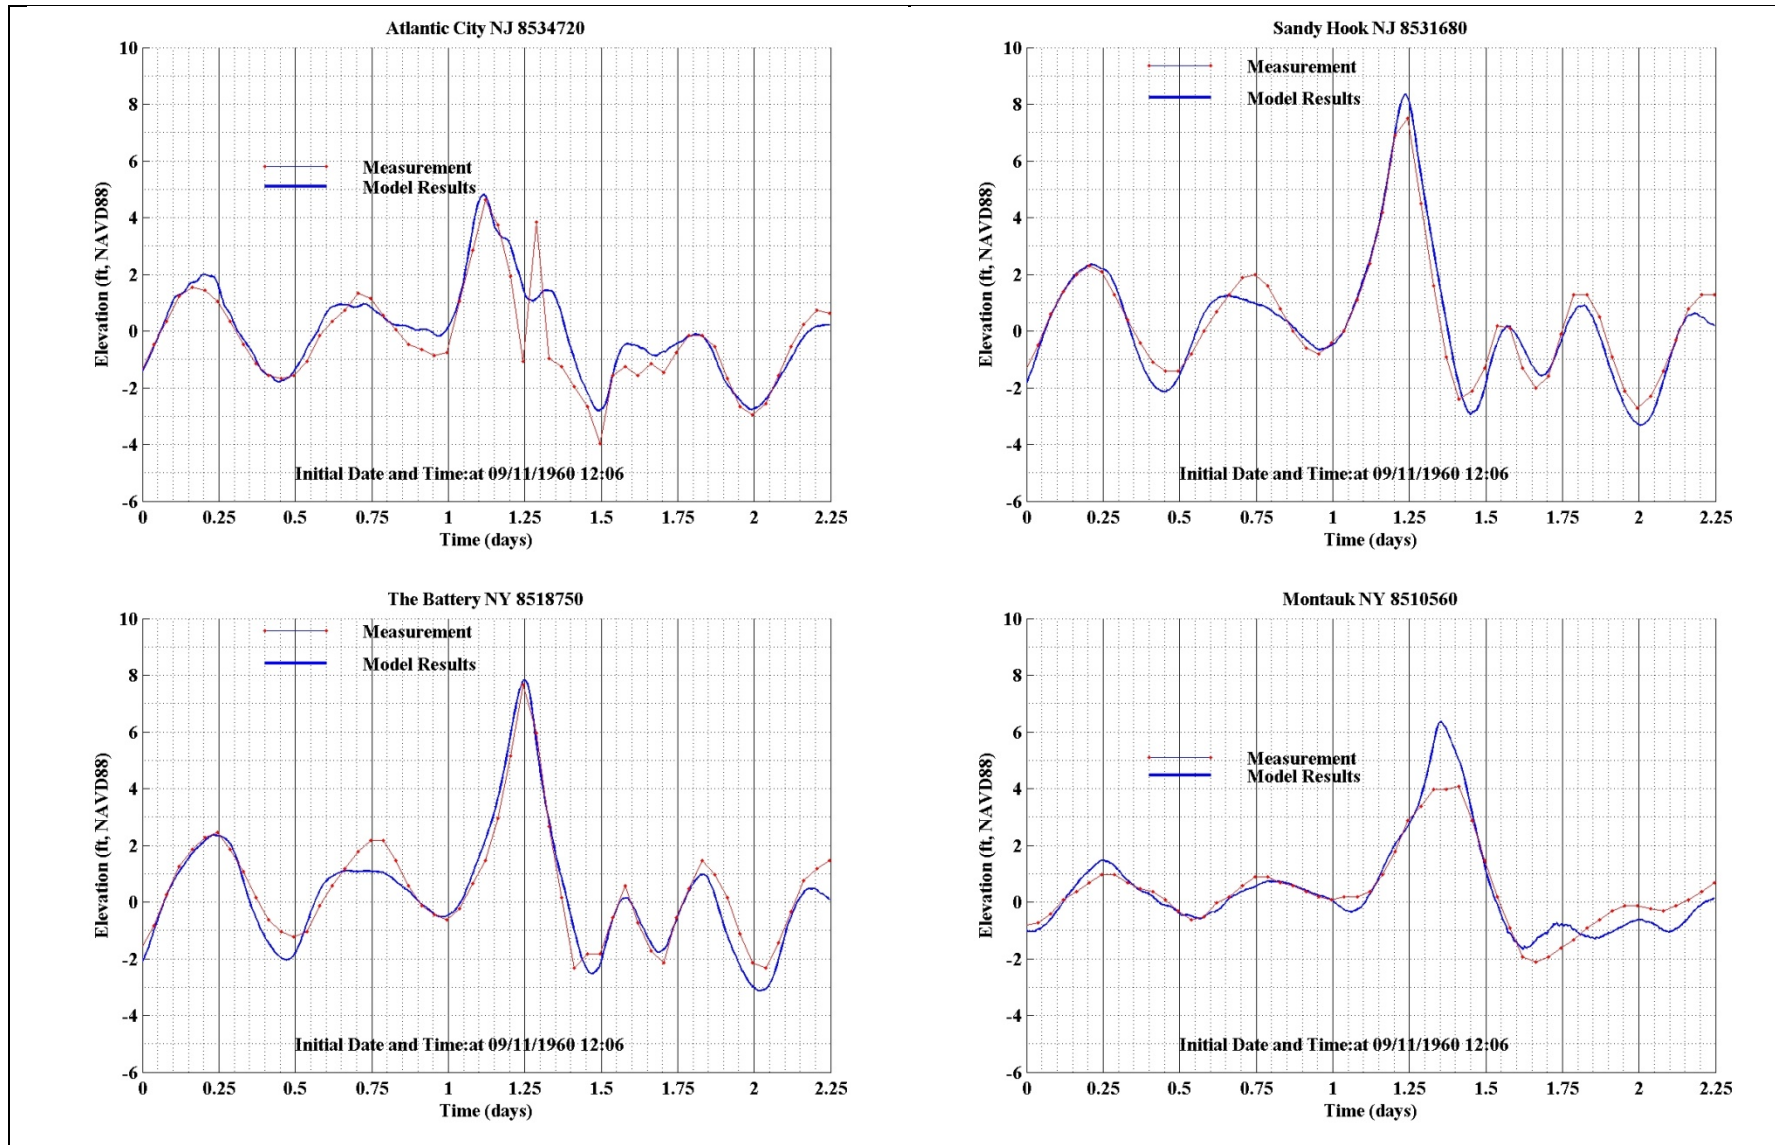 Atlantic City NJ 8534720
10
8
6
4
2
0
-2
-4
-6
Elevation (ft, NAVD88)
Measurement
Model Results
Initial Date and Time:at 09/11/1960 12:06
0 0.25 0.5 0.75 1 1.25 1.5 1.75 2 2.25
Time (days)
Sandy Hook NJ 8531680
10
8
6
4
2
0
-2
-4
-6
Elevation (ft, NAVD88)
Measurement
Model Results
Initial Date and Time:at 09/11/1960 12:06
0 0.25 0.5 0.75 1 1.25 1.5 1.75 2 2.25
Time (days)
The Battery NY 8518750
10
8
6
4
2
0
-2
-4
-6
Elevation (ft, NAVD88)
Measurement
Model Results
Initial Date and Time:at 09/11/1960 12:06
0 0.25 0.5 0.75 1 1.25 1.5 1.75 2 2.25
Time (days)
Montauk NY 8510560
10
8
6
4
2
0
-2
-4
-6
Elevation (ft, NAVD88)
Measurement
Model Results
Initial Date and Time:at 09/11/1960 12:06
0 0.25 0.5 0.75 1 1.25 1.5 1.75 2 2.25
Time (days)